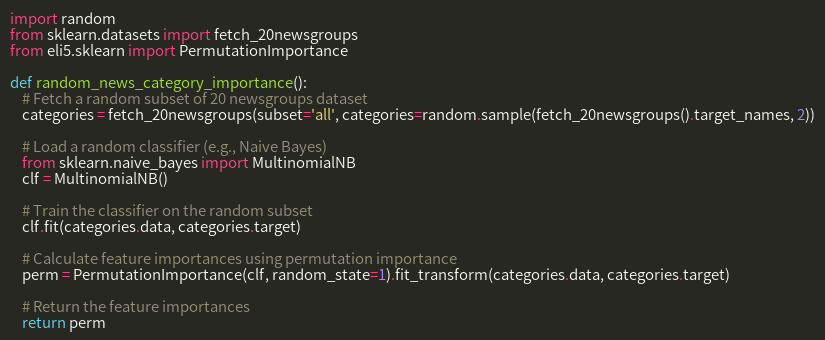 import random
from sklearn.datasets import fetch_20newsgroups
from eli5.sklearn import PermutationImportance

def random_news_category_importance():
    # Fetch a random subset of 20 newsgroups dataset
    categories = fetch_20newsgroups(subset='all', categories=random.sample(fetch_20newsgroups().target_names, 2))

    # Load a random classifier (e.g., Naive Bayes)
    from sklearn.naive_bayes import MultinomialNB
    clf = MultinomialNB()

    # Train the classifier on the random subset
    clf.fit(categories.data, categories.target)

    # Calculate feature importances using permutation importance
    perm = PermutationImportance(clf, random_state=1).fit_transform(categories.data, categories.target)

    # Return the feature importances
    return perm